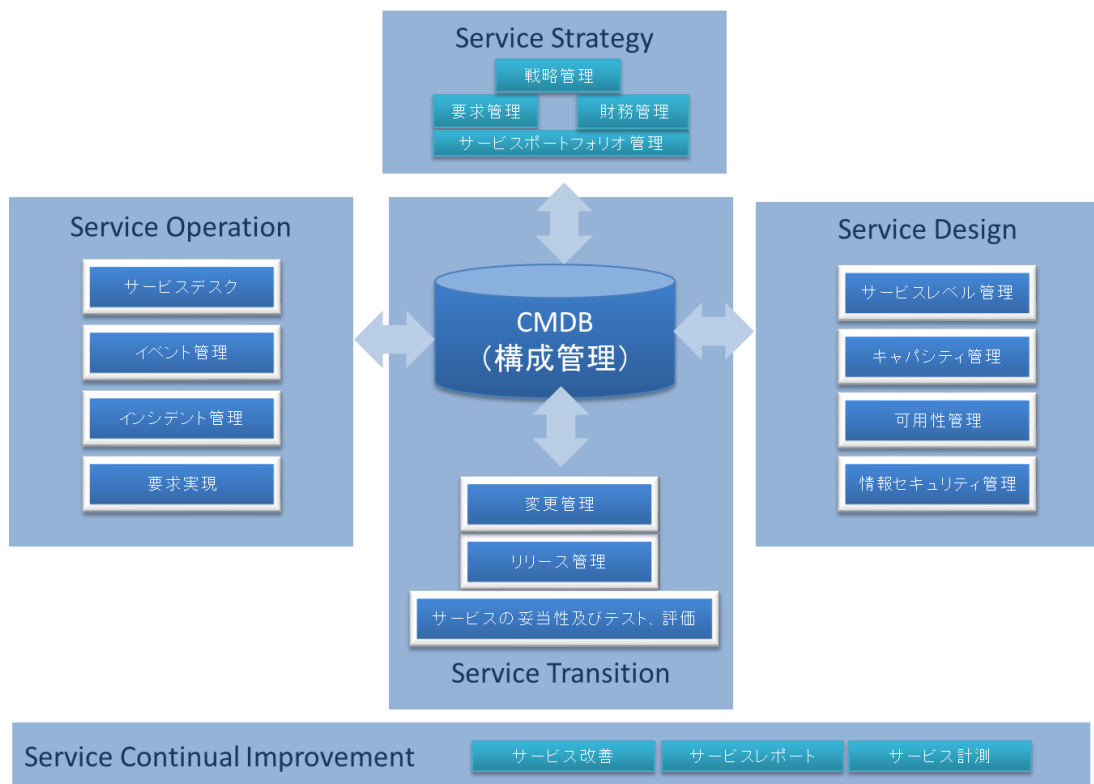 Service Strategy
戦略管理
要求管理
財務管理
サービスポートフォリオ管理
Service Operation
サービスデスク
イベント管理
インシデント管理
要求実現
CMDB
（構成管理）
変更管理
リリース管理
サービスの妥当性及びテスト、評価
Service Transition
Service Design
サービスレベル管理
キャパシティ管理
可用性管理
情報セキュリティ管理
Service Continual Improvement
サービス改善
サービスレポート
サービス計測